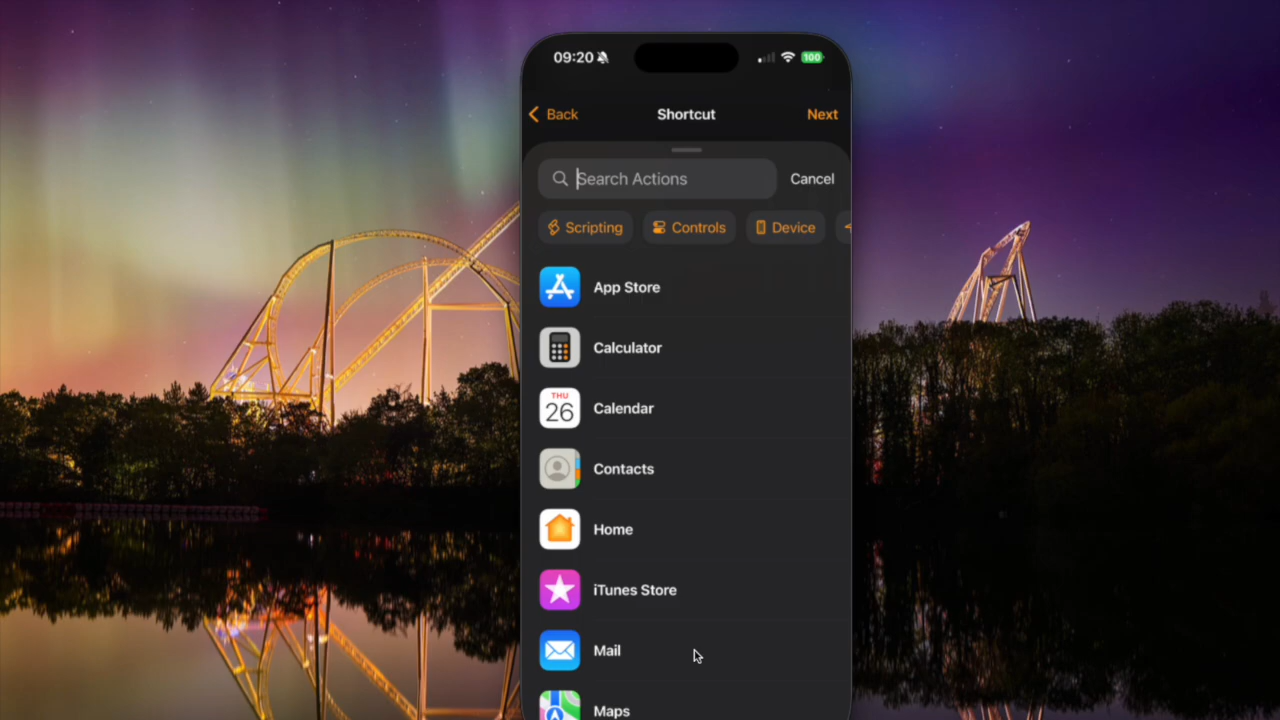 09:20
100
Back
Shortcut
Next
Search Actions
Cancel
Scripting
Controls
Device
App Store
Calculator
THU
26
Calendar
Contacts
Home
iTunes Store
Mail
Maps